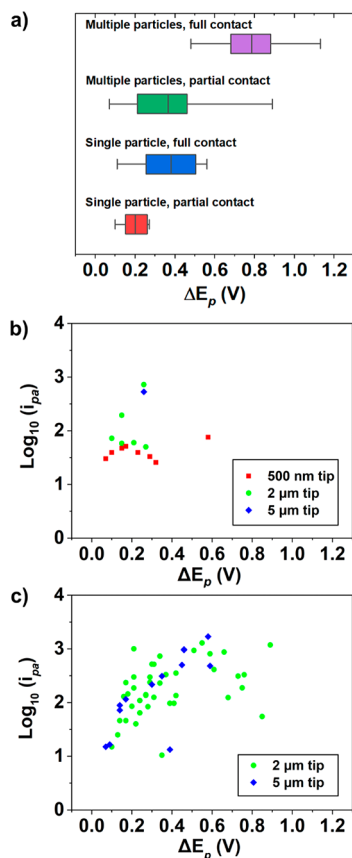 a)
Multiple particles, full contact
Multiple particles, partial contact
Single particle, full contact
Single particle, partial contact
0.0 0.2 0.4 0.6 0.8 1.0 1.2
ΔEp (V)
b)
4
3
2
1
0
Log10 (ipa)
500 nm tip
2 μm tip
5 μm tip
0.0 0.2 0.4 0.6 0.8 1.0 1.2
ΔEp (V)
c)
4
3
2
1
0
Log10 (ipa)
2 μm tip
5 μm tip
0.0 0.2 0.4 0.6 0.8 1.0 1.2
ΔEp (V)